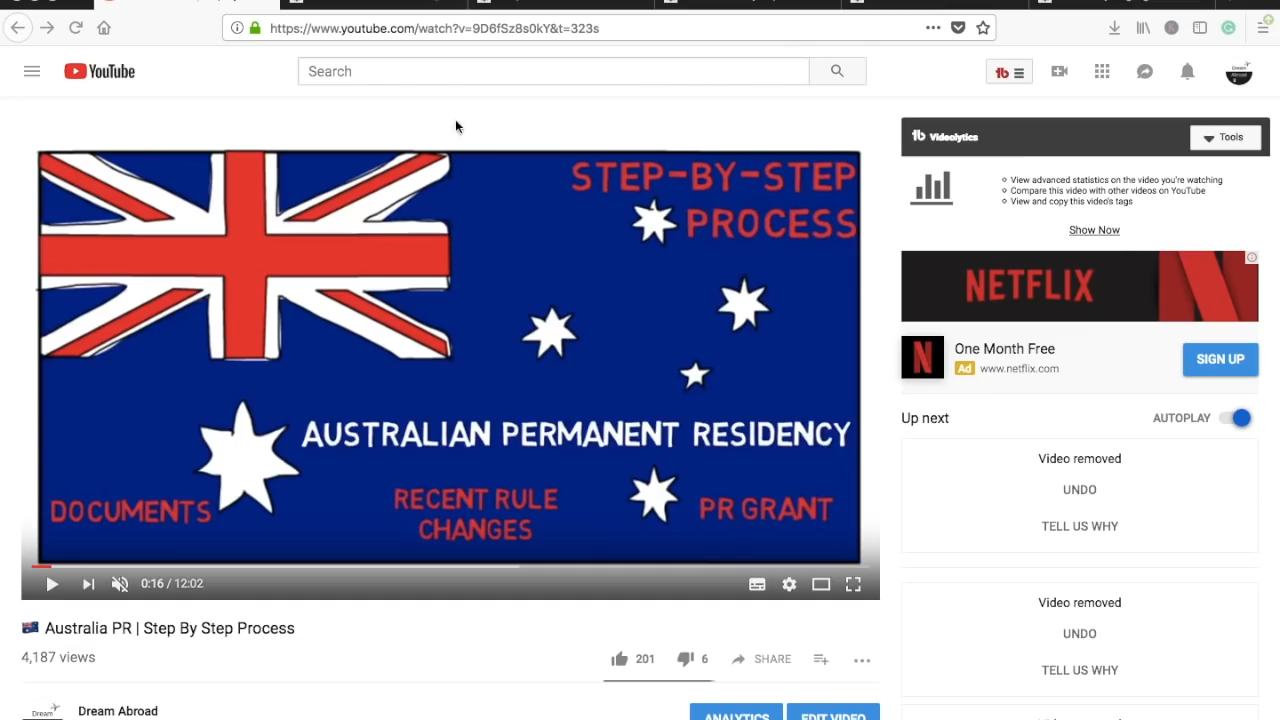 https://www.youtube.com/watch?v=9D6fSz8s0kY&t=323s
YouTube
Search
tb
STEP-BY-STEP
PROCESS
AUSTRALIAN PERMANENT RESIDENCY
DOCUMENTS
RECENT RULE
CHANGES
PR GRANT
0:16 / 12:02
Australia PR | Step By Step Process
4,187 views
201
6
SHARE
Dream
Dream Abroad
ANALYTICS
EDIT VIDEO
tb Videolytics
Tools
View advanced statistics on the video you're watching
Compare this video with other videos on YouTube
View and copy this video's tags
Show Now
NETFLIX
N
One Month Free
Ad www.netflix.com
SIGN UP
Up next
AUTOPLAY
Video removed
UNDO
TELL US WHY
Video removed
UNDO
TELL US WHY